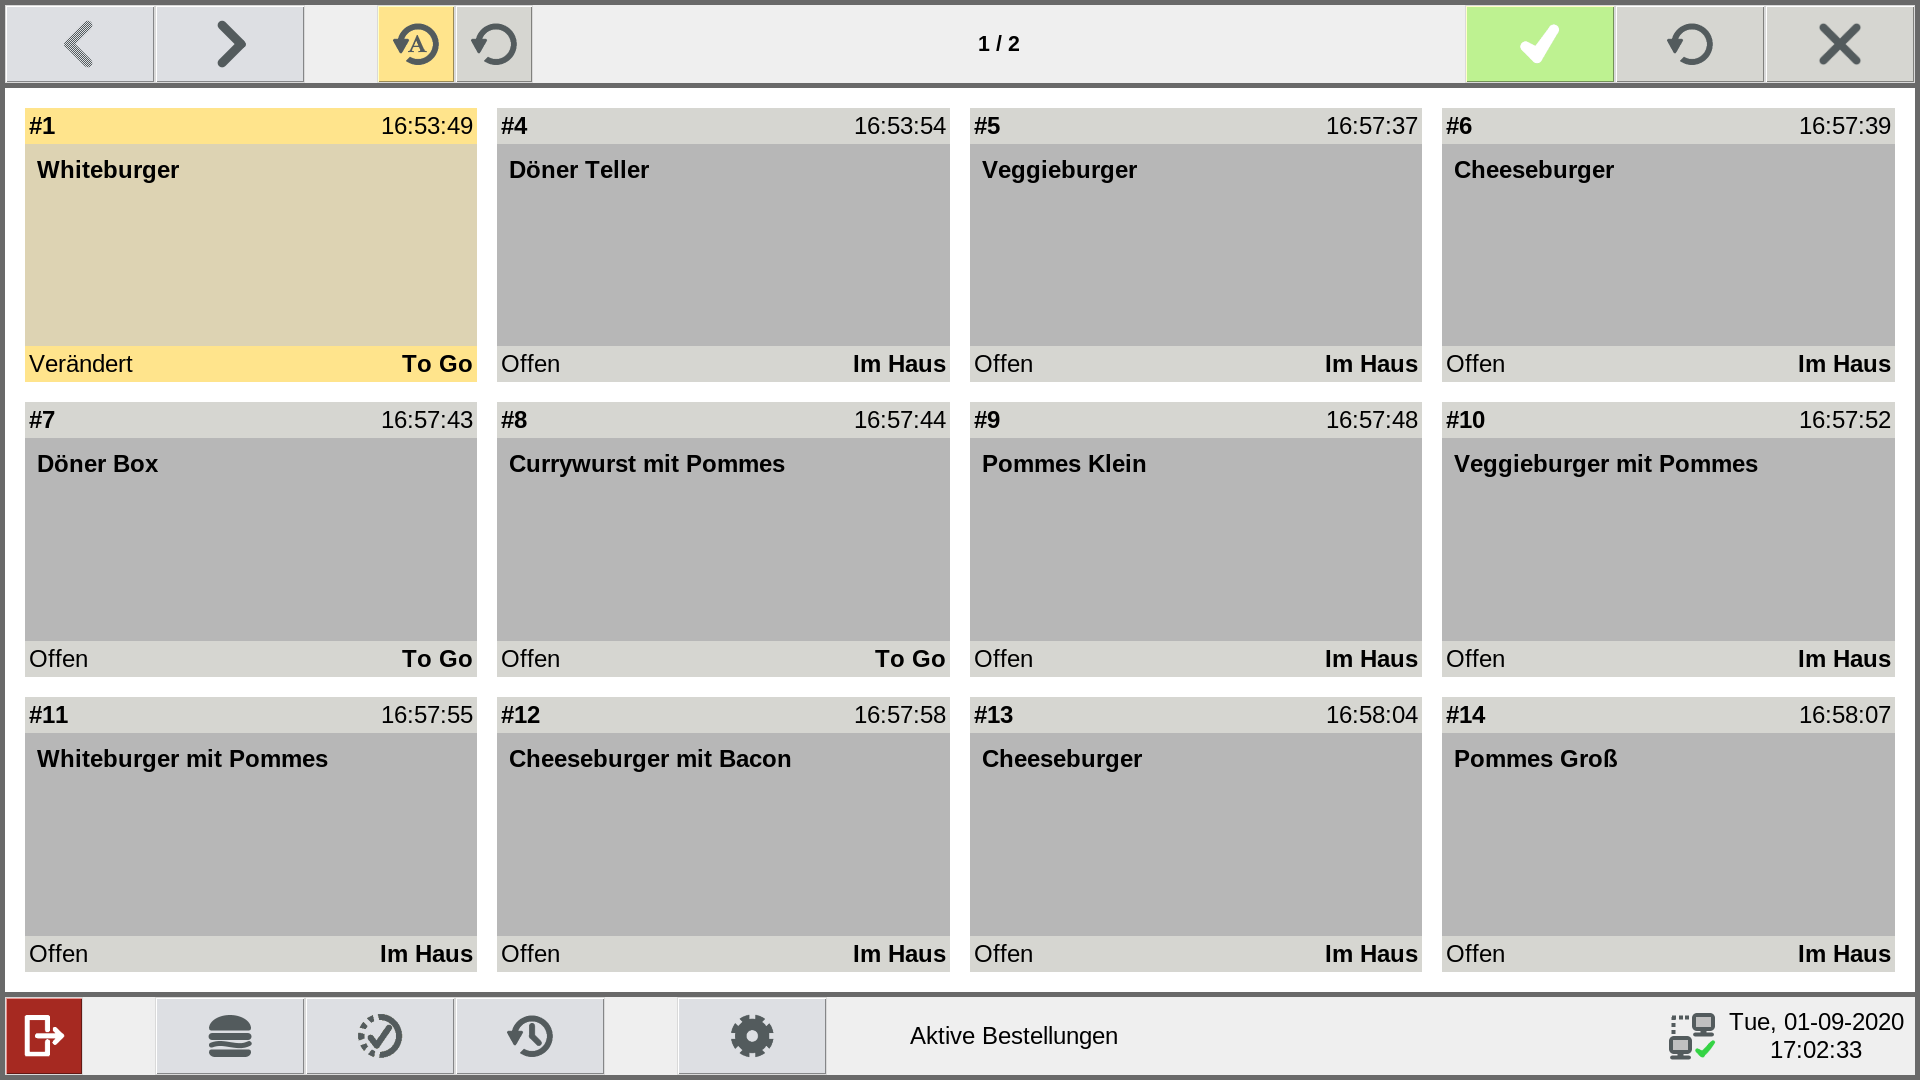 A
1 / 2
#1 16:53:49
Whiteburger
Verändert To Go
#4 16:53:54
Döner Teller
Offen Im Haus
#5 16:57:37
Veggieburger
Offen Im Haus
#6 16:57:39
Cheeseburger
Offen Im Haus
#7 16:57:43
Döner Box
Offen To Go
#8 16:57:44
Currywurst mit Pommes
Offen To Go
#9 16:57:48
Pommes Klein
Offen Im Haus
#10 16:57:52
Veggieburger mit Pommes
Offen Im Haus
#11 16:57:55
Whiteburger mit Pommes
Offen Im Haus
#12 16:57:58
Cheeseburger mit Bacon
Offen Im Haus
#13 16:58:04
Cheeseburger
Offen Im Haus
#14 16:58:07
Pommes Groß
Offen Im Haus
Aktive Bestellungen
Tue, 01-09-2020
17:02:33